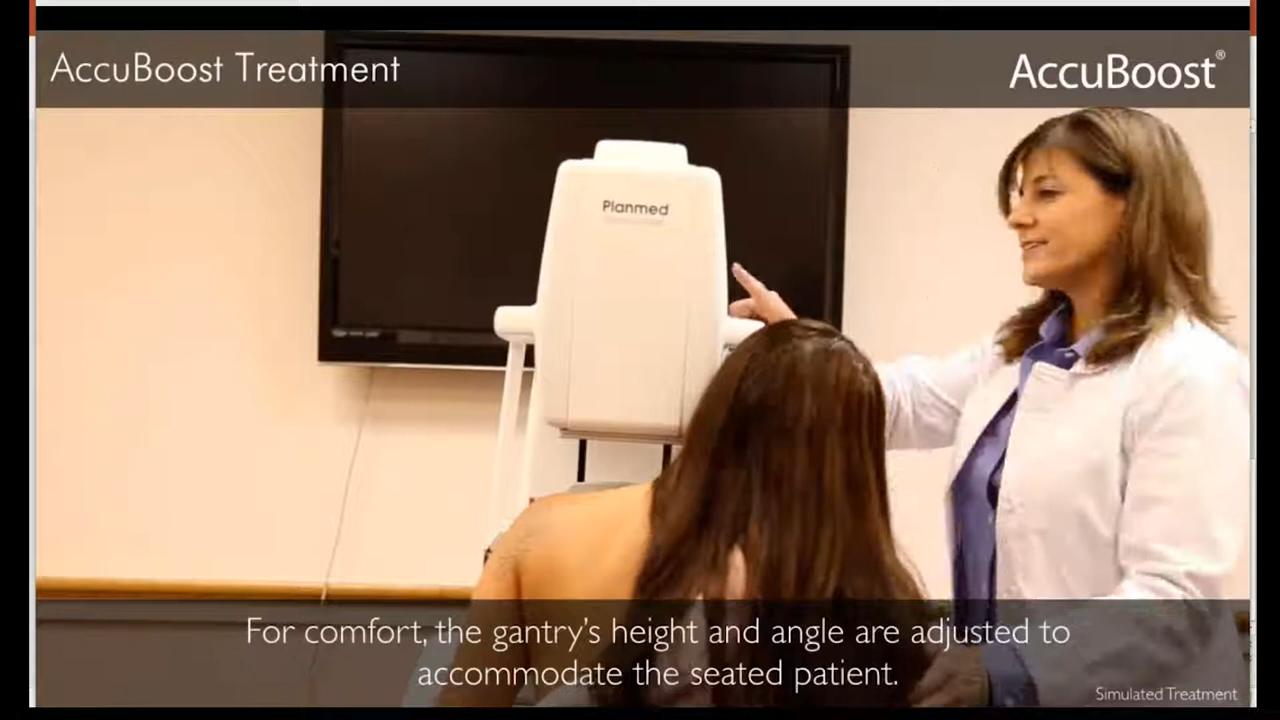 AccuBoost Treatment
AccuBoost®
Planmed
For comfort, the gantry's height and angle are adjusted to
accommodate the seated patient.
Simulated Treatment